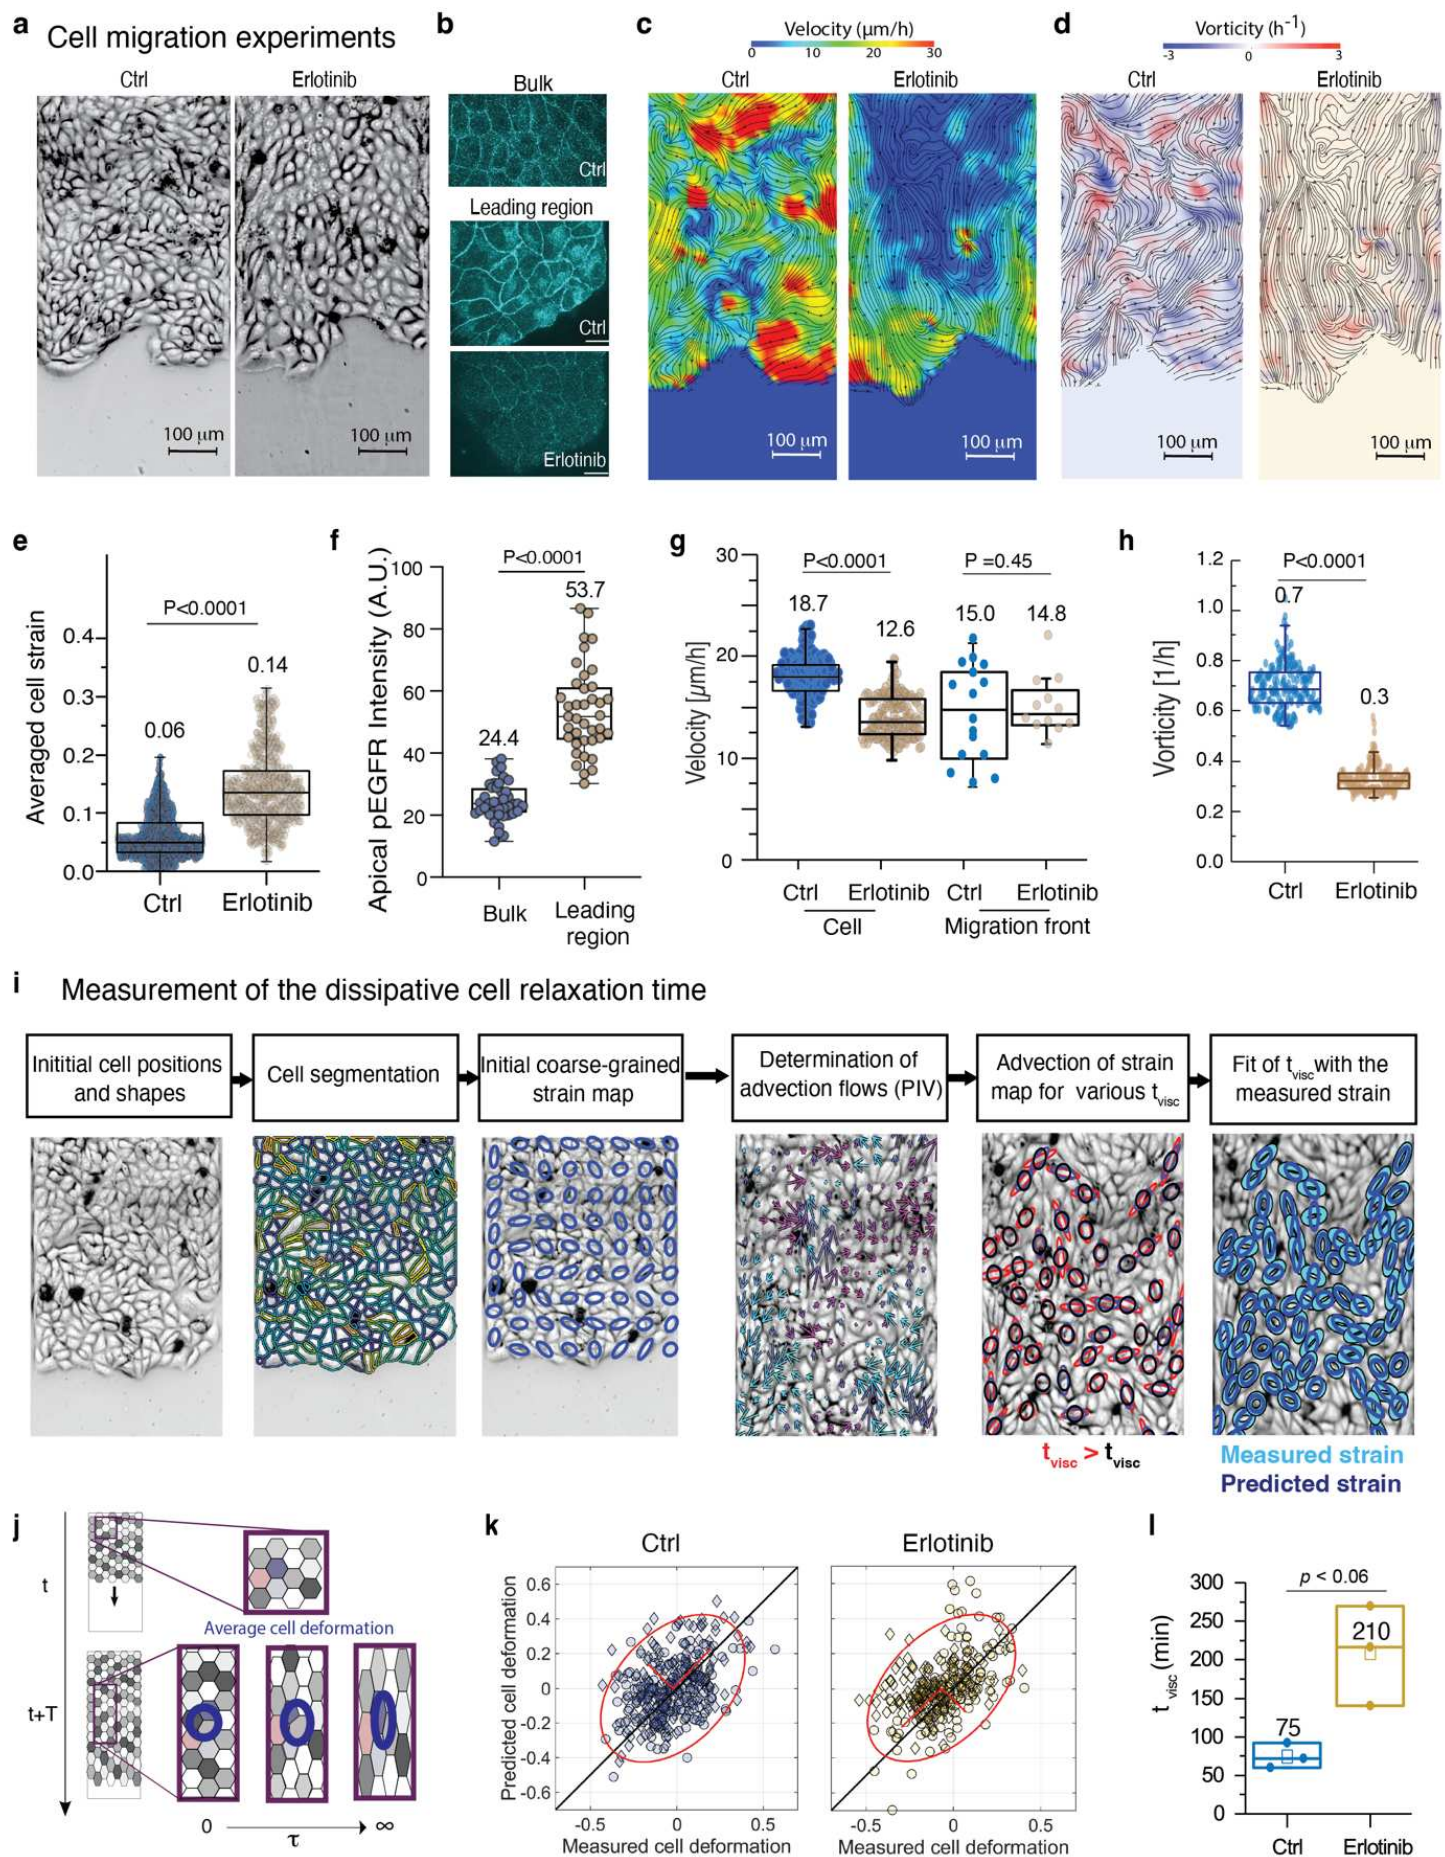 a Cell migration experiments
Ctrl
Erlotinib
100 μm
100 μm
b
Bulk
Ctrl
Leading region
Ctrl
Erlotinib
c
Velocity (μm/h)
0 10 20 30
Ctrl
Erlotinib
100 μm
100 μm
d
Vorticity (h-1)
-3 0 3
Ctrl
Erlotinib
100 μm
100 μm
e
Averaged cell strain
0.4
0.3
0.2
0.1
0.0
P<0.0001
0.06
0.14
Ctrl
Erlotinib
f
Apical pEGFR Intensity (A.U.)
100
80
60
40
20
0
P<0.0001
24.4
53.7
Bulk
Leading
region
g
Velocity [μm/h]
30
20
10
0
P<0.0001
P =0.45
18.7
12.6
15.0
14.8
Ctrl
Erlotinib
Ctrl
Erlotinib
Cell
Migration front
h
Vorticity [1/h]
1.2
1.0
0.8
0.6
0.4
0.2
0.0
P<0.0001
0.7
0.3
Ctrl
Erlotinib
i Measurement of the dissipative cell relaxation time
Inititial cell positions
and shapes
Cell segmentation
Initial coarse-grained
strain map
Determination of
advection flows (PIV)
Advection of strain
map for various tvisc
Fit of tvisc with the
measured strain
tvisc > tvisc
Measured strain
Predicted strain
j
t
t+T
Average cell deformation
0
τ
∞
k
Ctrl
Predicted cell deformation
0.6
0.4
0.2
0
-0.2
-0.4
-0.6
-0.5 0 0.5
Measured cell deformation
Erlotinib
-0.5 0 0.5
Measured cell deformation
l
t visc (min)
300
250
200
150
100
50
0
p < 0.06
75
210
Ctrl
Erlotinib